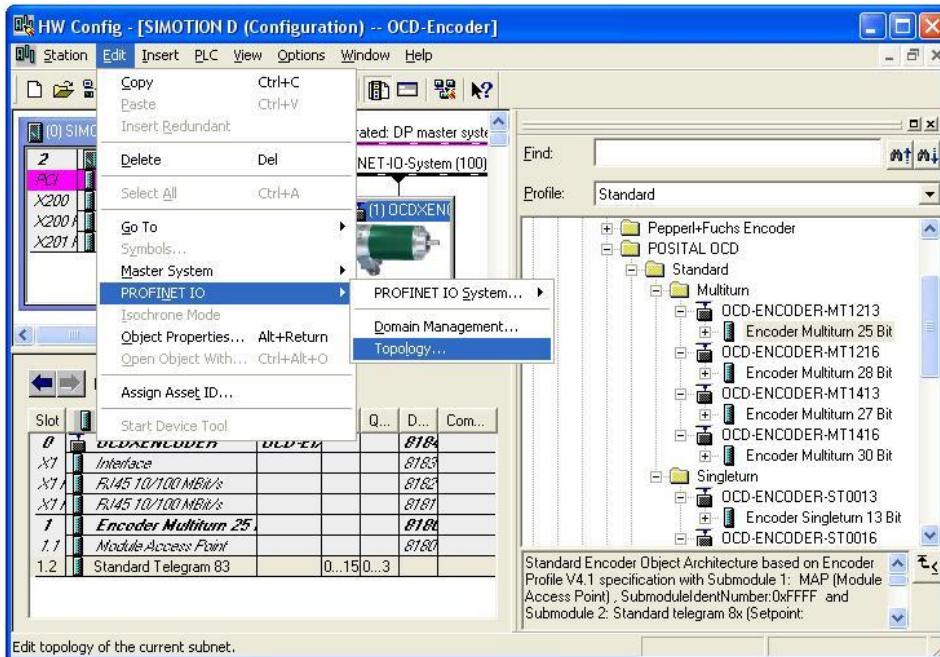 HW Config - [SIMOTION D (Configuration) -- OCD-Encoder]
Station Edit Insert PLC View Options Window Help
Copy Ctrl+C
Paste Ctrl+V
Insert Redundant
Delete Del
Select All Ctrl+A
Go To
Symbols...
Master System
PROFINET IO
Isochrone Mode
Object Properties... Alt+Return
Open Object With... Ctrl+Alt+O
Assign Asset ID...
Start Device Tool
PROFINET IO System...
Domain Management...
Topology...
(0) SIMO
2
PCI
X200
X200
X201
ated: DP master syste
NET-IO-System (100)
(1) OCDXEN
Find:
Profile: Standard
Pepperl+Fuchs Encoder
POSITAL OCD
Standard
Multiturn
OCD-ENCODER-MT1213
Encoder Multiturn 25 Bit
OCD-ENCODER-MT1216
Encoder Multiturn 28 Bit
OCD-ENCODER-MT1413
Encoder Multiturn 27 Bit
OCD-ENCODER-MT1416
Encoder Multiturn 30 Bit
Singleturn
OCD-ENCODER-ST0013
Encoder Singleturn 13 Bit
OCD-ENCODER-ST0016
Standard Encoder Object Architecture based on Encoder
Profile V4.1 specification with Submodule 1: MAP (Module
Access Point) , SubmoduleIdentNumber:0xFFFF and
Submodule 2: Standard telegram 8x (Setpoint:
Slot Q... D... Com...
0 OCDXENCODER 8184
X1 Interface 8183
X1 RJ45 10/100 MBit/s 8182
X1 RJ45 10/100 MBit/s 8181
1 Encoder Multiturn 25 818
1.1 Module Access Point 8180
1.2 Standard Telegram 83 0...15 0...3
Edit topology of the current subnet.